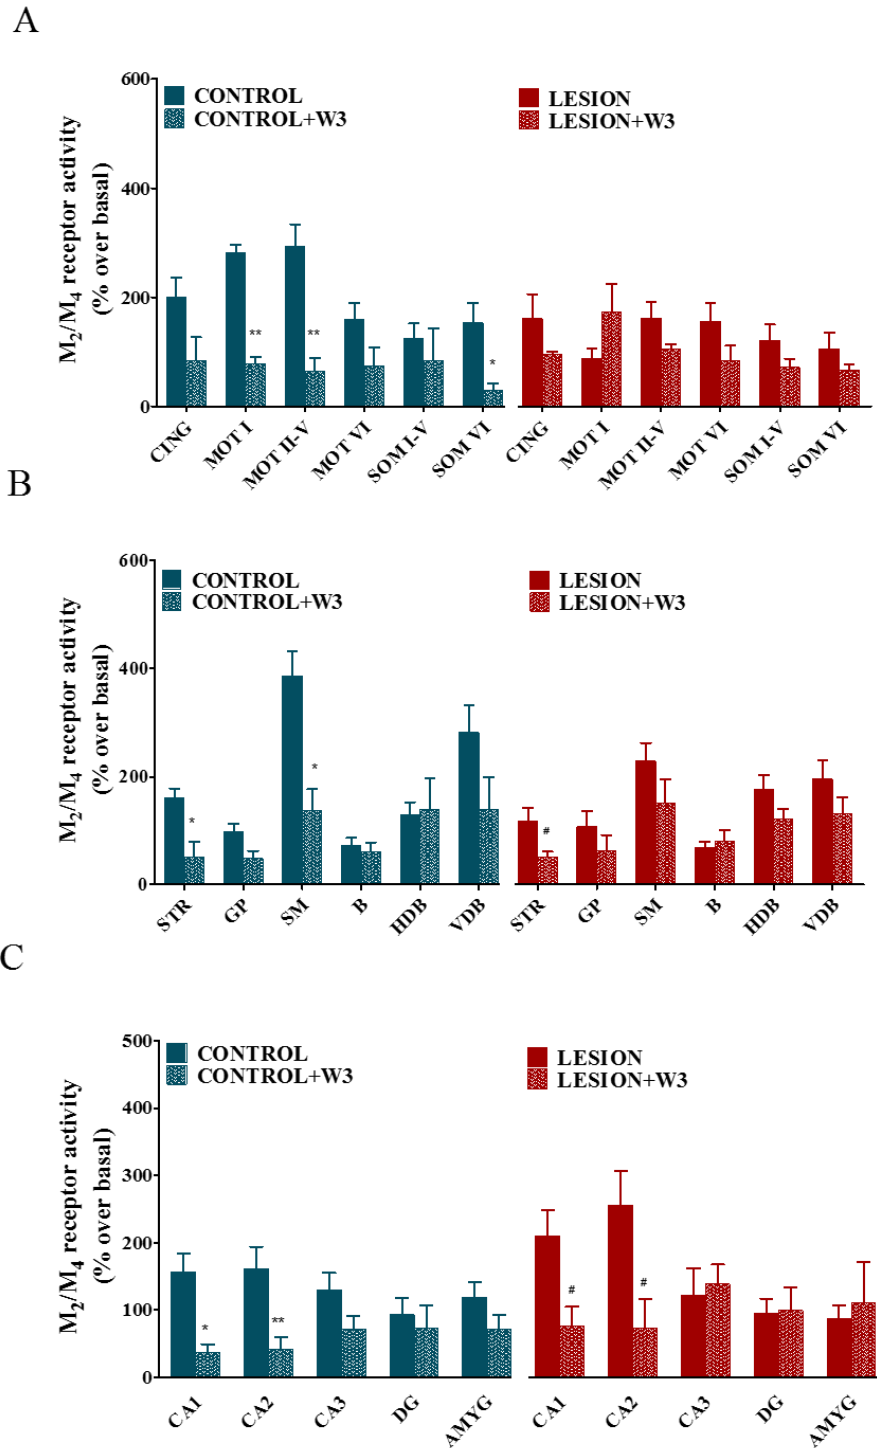 A
600
400
200
0
M₂/M₄ receptor activity
(% over basal)
CONTROL
CONTROL+W3
LESION
LESION+W3
** ** *
CING MOT I MOT II-V MOT VI SOM I-V SOM VI CING MOT I MOT II-V MOT VI SOM I-V SOM VI
B
600
400
200
0
M₂/M₄ receptor activity
(% over basal)
CONTROL
CONTROL+W3
LESION
LESION+W3
* * #
STR GP SM B HDB VDB STR GP SM B HDB VDB
C
500
400
300
200
100
0
M₂/M₄ receptor activity
(% over basal)
CONTROL
CONTROL+W3
LESION
LESION+W3
* ** # #
CA1 CA2 CA3 DG AMYG CA1 CA2 CA3 DG AMYG